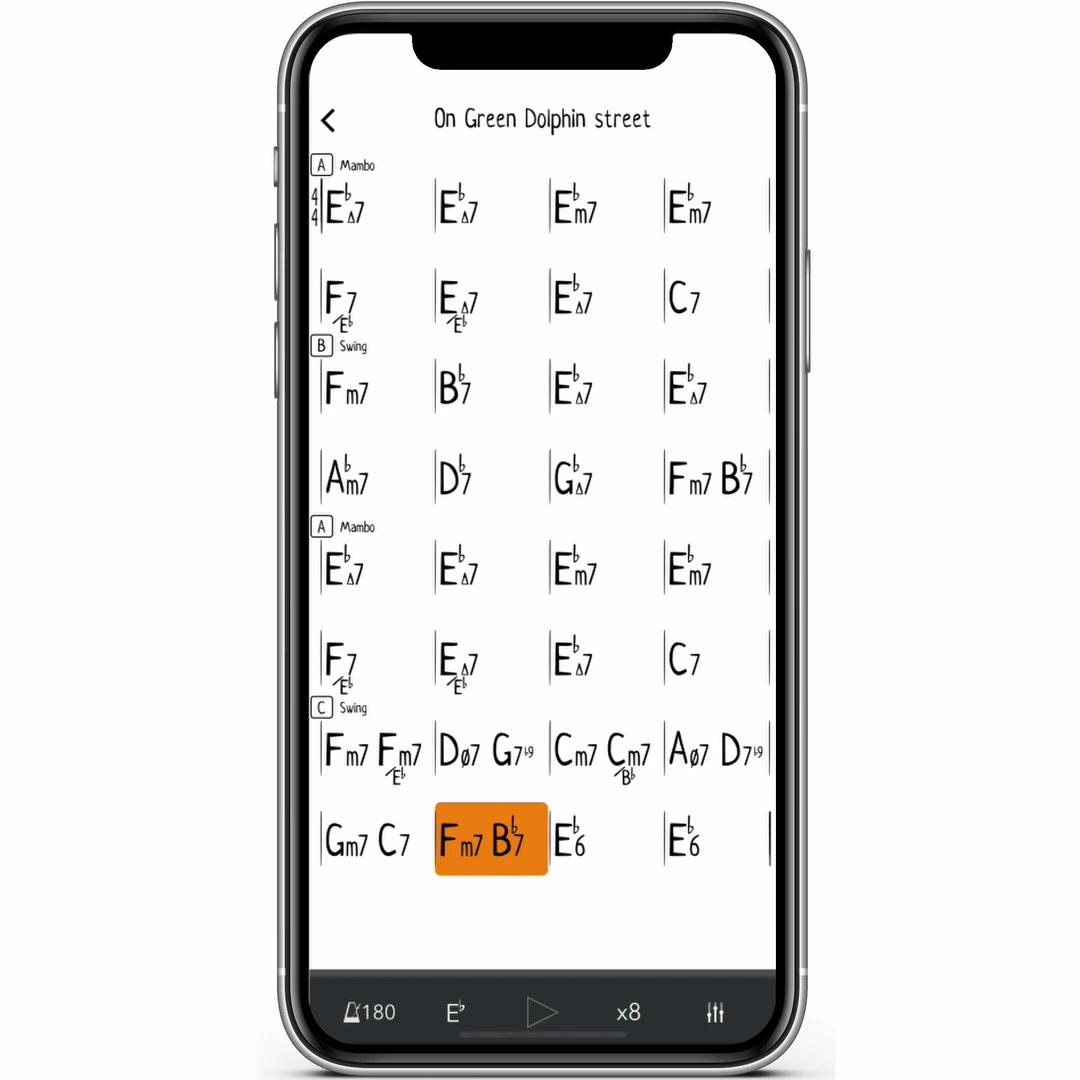 On Green Dolphin street
A Mambo
4/4 E♭Δ7 E♭Δ7 E♭m7 E♭m7
F7/E♭ EΔ7/E♭ E♭Δ7 C7
B Swing
Fm7 B♭7 E♭Δ7 E♭Δ7
A♭m7 D♭7 G♭Δ7 Fm7 B♭7
A Mambo
E♭Δ7 E♭Δ7 E♭m7 E♭m7
F7/E♭ EΔ7/E♭ E♭Δ7 C7
C Swing
Fm7 Fm7/E♭ Dø7 G7♭9 Cm7 Cm7/B♭ Aø7 D7♭9
Gm7 C7 Fm7 B♭7 E♭6 E♭6
180 E♭ x8